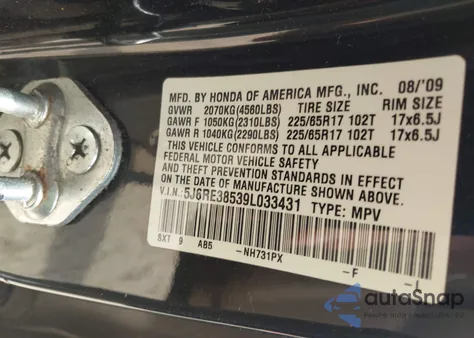 MFD. BY HONDA OF AMERICA MFG., INC. 08/'09
GVWR 2070KG(4560LBS) TIRE SIZE RIM SIZE
GAWR F 1050KG(2310LBS) 225/65R17 102T 17x6.5J
GAWR R 1040KG(2290LBS) 225/65R17 102T 17x6.5J
THIS VEHICLE CONFORMS TO ALL APPLICABLE
FEDERAL MOTOR VEHICLE SAFETY
AND THEFT PREVENTION STANDARDS IN EFFECT ON THE
DATE OF MANUFACTURE SHOWN ABOVE.
V.I.N.: 5J6RE38539L033431 TYPE: MPV
SXT 9 AB5 -NH731PX -F
autoSnap